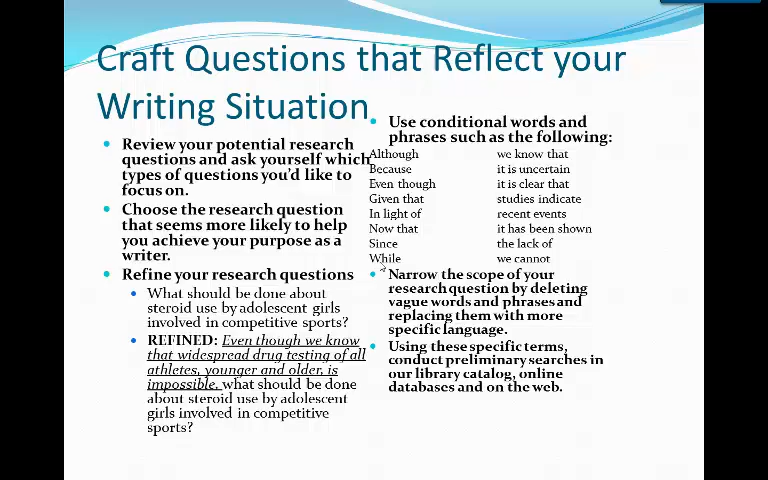 Craft Questions that Reflect your
Writing Situation
Review your potential research
questions and ask yourself which
types of questions you'd like to
focus on.
Choose the research question
that seems more likely to help
you achieve your purpose as a
writer.
Refine your research questions
What should be done about
steroid use by adolescent girls
involved in competitive sports?
REFINED: Even though we know
that widespread drug testing of all
athletes, younger and older, is
impossible, what should be done
about steroid use by adolescent
girls involved in competitive
sports?
Use conditional words and
phrases such as the following:
Although we know that
Because it is uncertain
Even though it is clear that
Given that studies indicate
In light of recent events
Now that it has been shown
Since the lack of
While we cannot
Narrow the scope of your
research question by deleting
vague words and phrases and
replacing them with more
specific language.
Using these specific terms,
conduct preliminary searches in
our library catalog, online
databases and on the web.